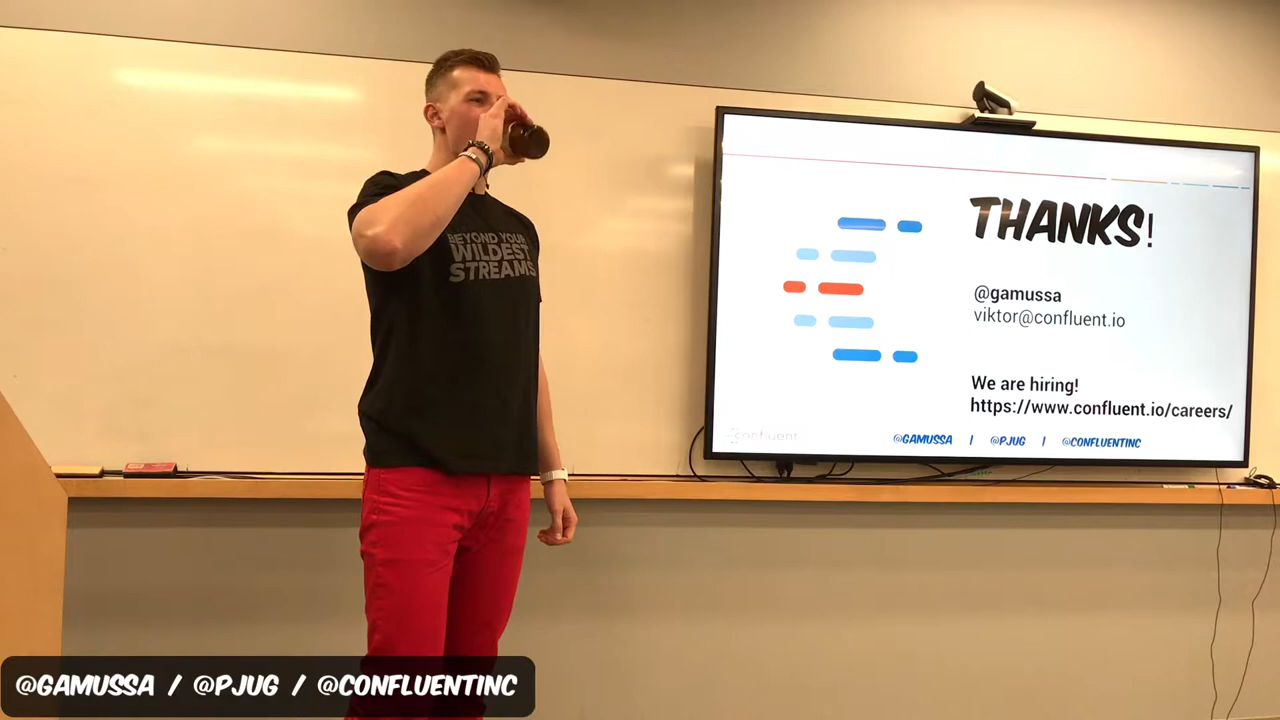 BEYOND YOUR
WILDEST
STREAMS
THANKS!
@gamussa
viktor@confluent.io
We are hiring!
https://www.confluent.io/careers/
confluent
@GAMUSSA / @PJUG / @CONFLUENTINC
@GAMUSSA / @PJUG / @CONFLUENTINC